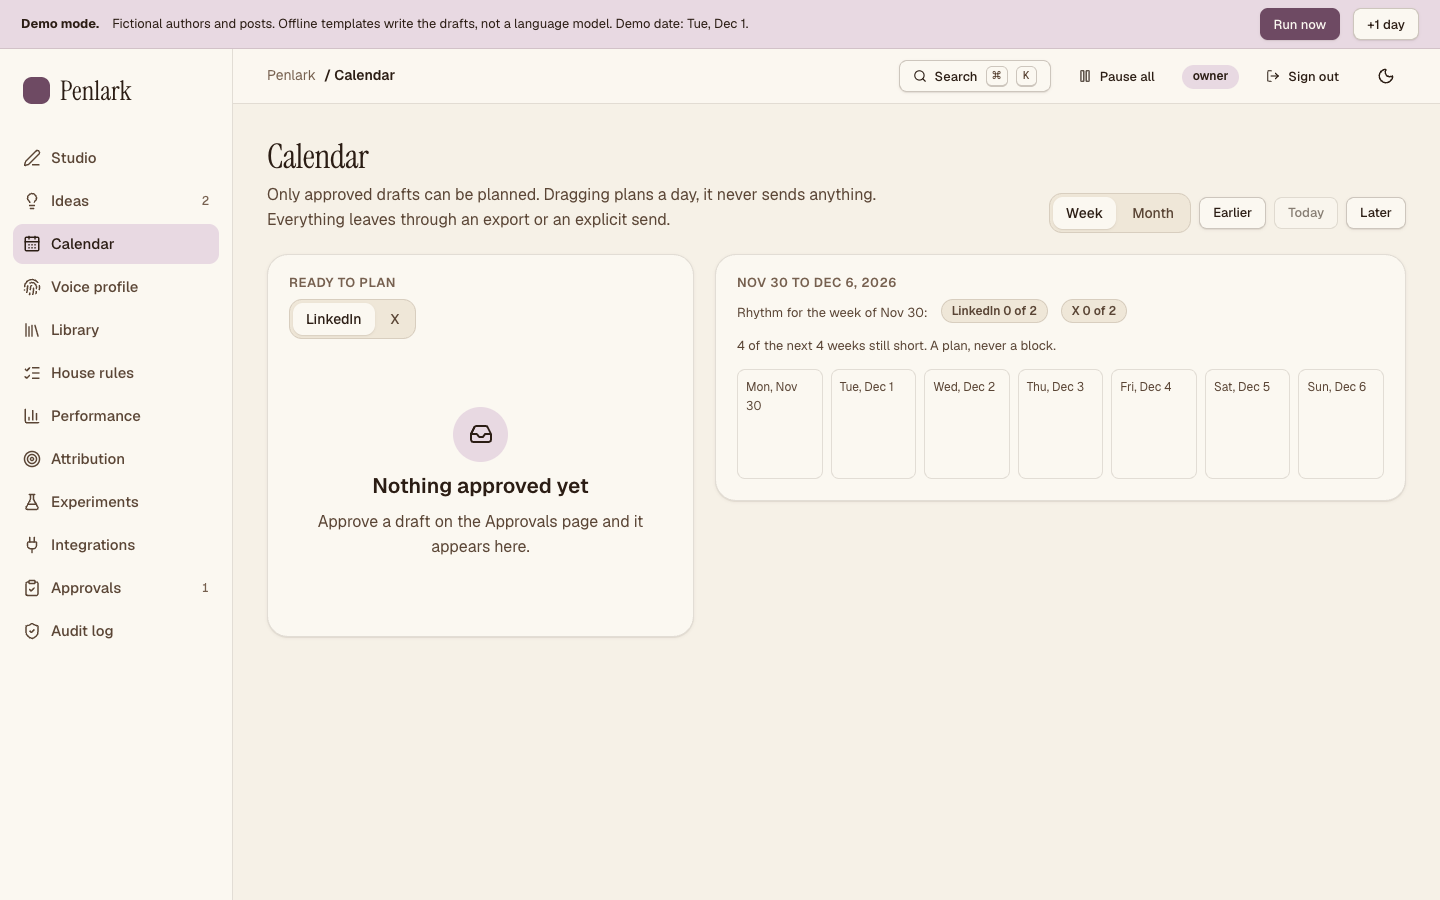 Demo mode. Fictional authors and posts. Offline templates write the drafts, not a language model. Demo date: Tue, Dec 1.
Run now
+1 day
Penlark
Studio
Ideas 2
Calendar
Voice profile
Library
House rules
Performance
Attribution
Experiments
Integrations
Approvals 1
Audit log
Penlark / Calendar
Search ⌘ K
Pause all
owner
Sign out
Calendar
Only approved drafts can be planned. Dragging plans a day, it never sends anything.
Everything leaves through an export or an explicit send.
Week Month
Earlier
Today
Later
READY TO PLAN
LinkedIn X
Nothing approved yet
Approve a draft on the Approvals page and it
appears here.
NOV 30 TO DEC 6, 2026
Rhythm for the week of Nov 30: LinkedIn 0 of 2 X 0 of 2
4 of the next 4 weeks still short. A plan, never a block.
Mon, Nov
30
Tue, Dec 1
Wed, Dec 2
Thu, Dec 3
Fri, Dec 4
Sat, Dec 5
Sun, Dec 6